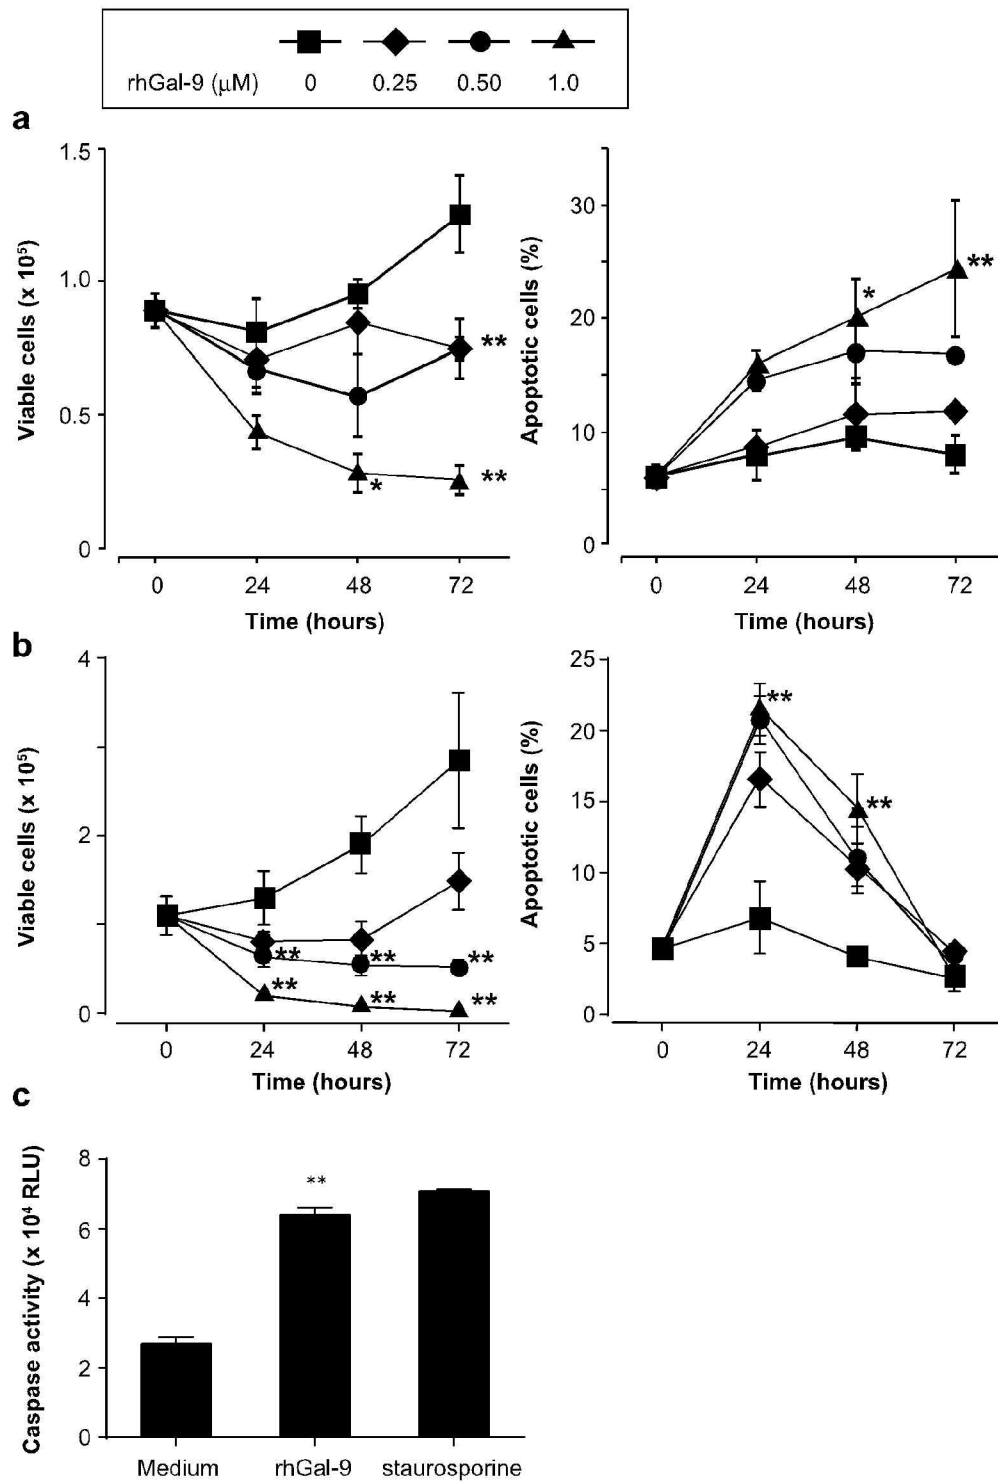 rhGal-9 (μM) 0 0.25 0.50 1.0
a
1.5
1.0
0.5
0
Viable cells (x 10⁵)
** ** *
0 24 48 72
Time (hours)
30
20
10
0
Apoptotic cells (%)
* **
0 24 48 72
Time (hours)
b
4
2
0
Viable cells (x 10⁵)
** ** **
** ** **
0 24 48 72
Time (hours)
25
20
15
10
5
0
Apoptotic cells (%)
** **
0 24 48 72
Time (hours)
c
8
6
4
2
0
Caspase activity (x 10⁴ RLU)
**
Medium rhGal-9 staurosporine